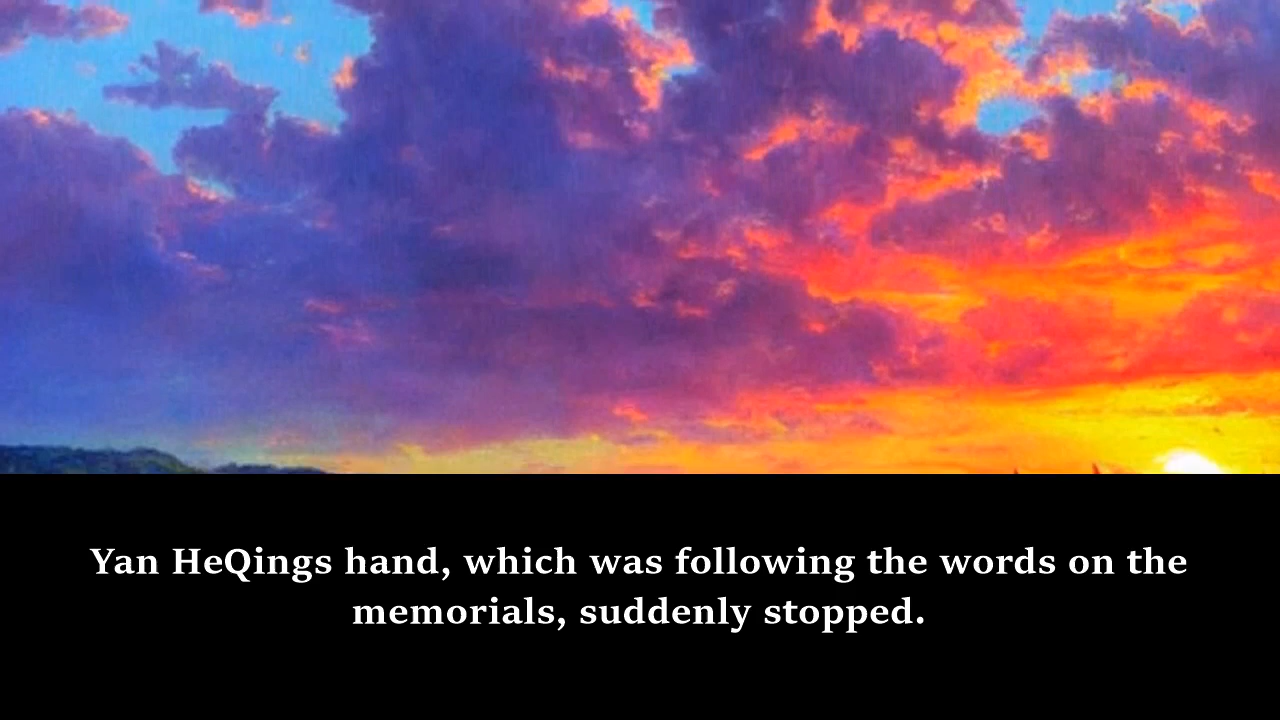 Yan HeQings hand, which was following the words on the
memorials, suddenly stopped.